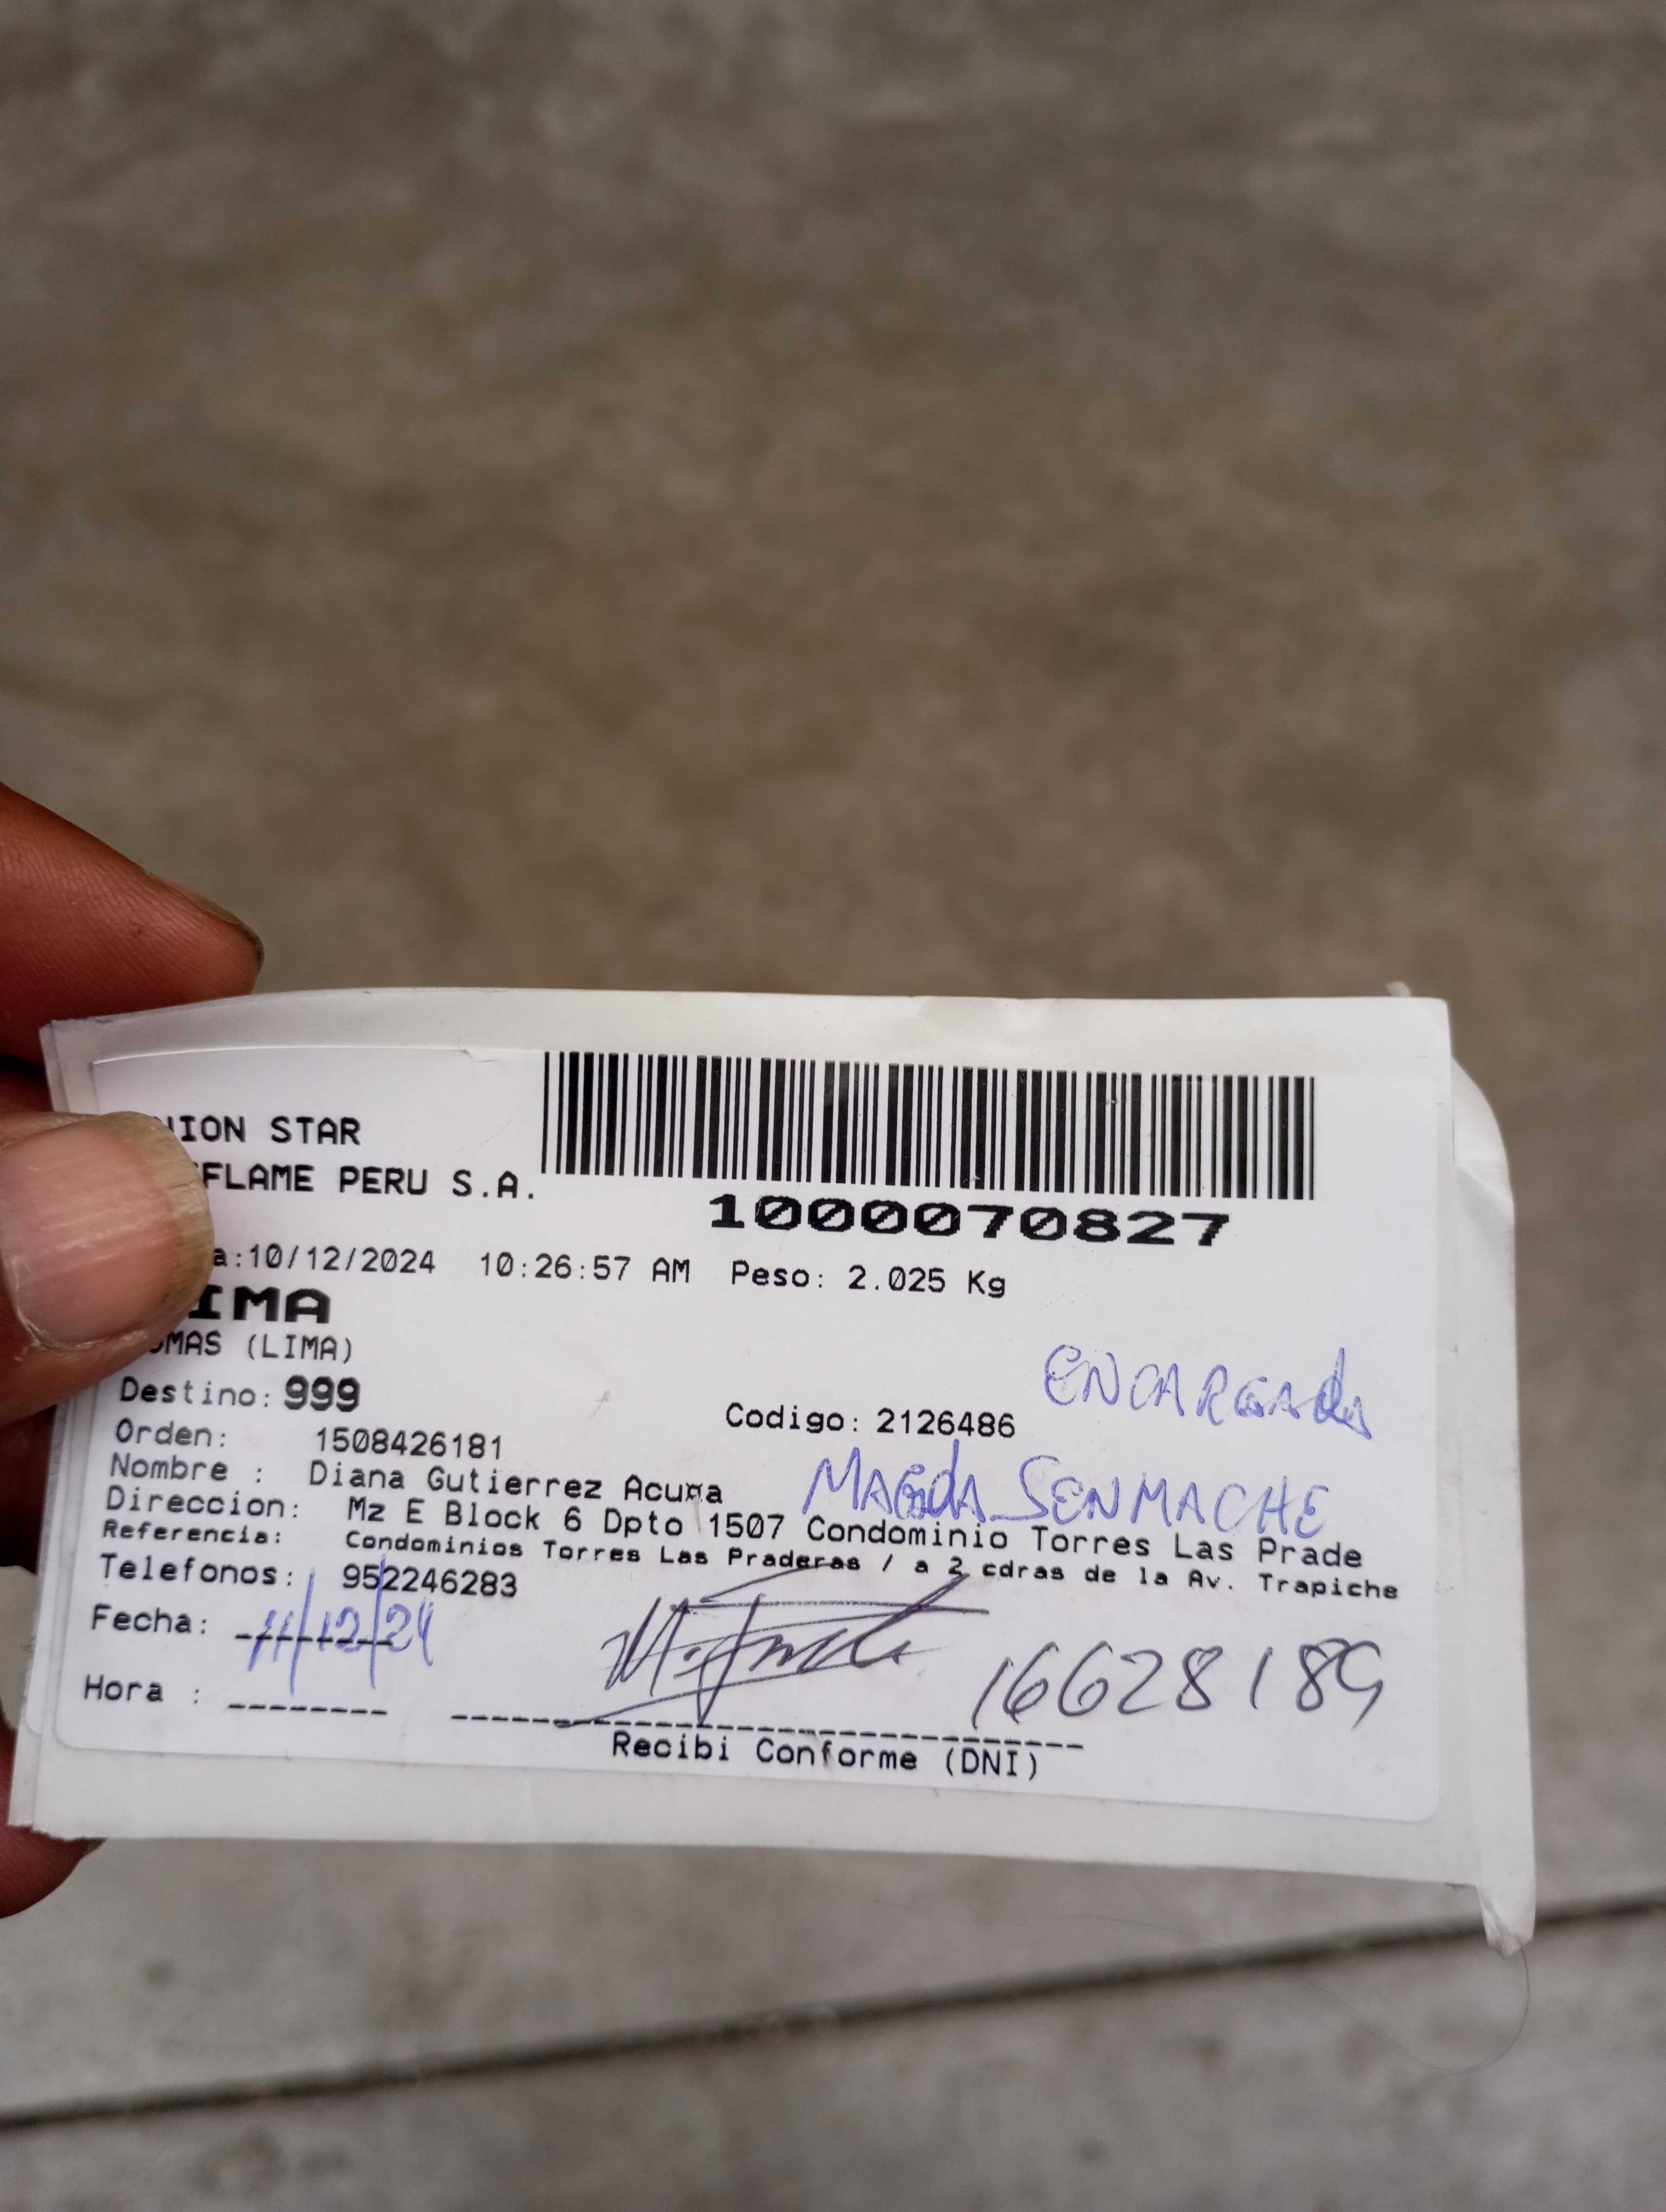 NION STAR
FLAME PERU S.A.
1000070827
a:10/12/2024 10:26:57 AM Peso: 2.025 Kg
IMA
OMAS (LIMA)
ENCARGADA
Destino: 999
Codigo: 2126486
Orden: 1508426181
MAGDA SENMACHE
Nombre : Diana Gutierrez Acuna
Direccion: Mz E Block 6 Dpto 1507 Condominio Torres Las Prade
Referencia: Condominios Torres Las Praderas / a 2 cdras de la Av. Trapiche
Telefonos: 952246283
Fecha: 11/12/24
16628189
Hora :
Recibi Conforme (DNI)